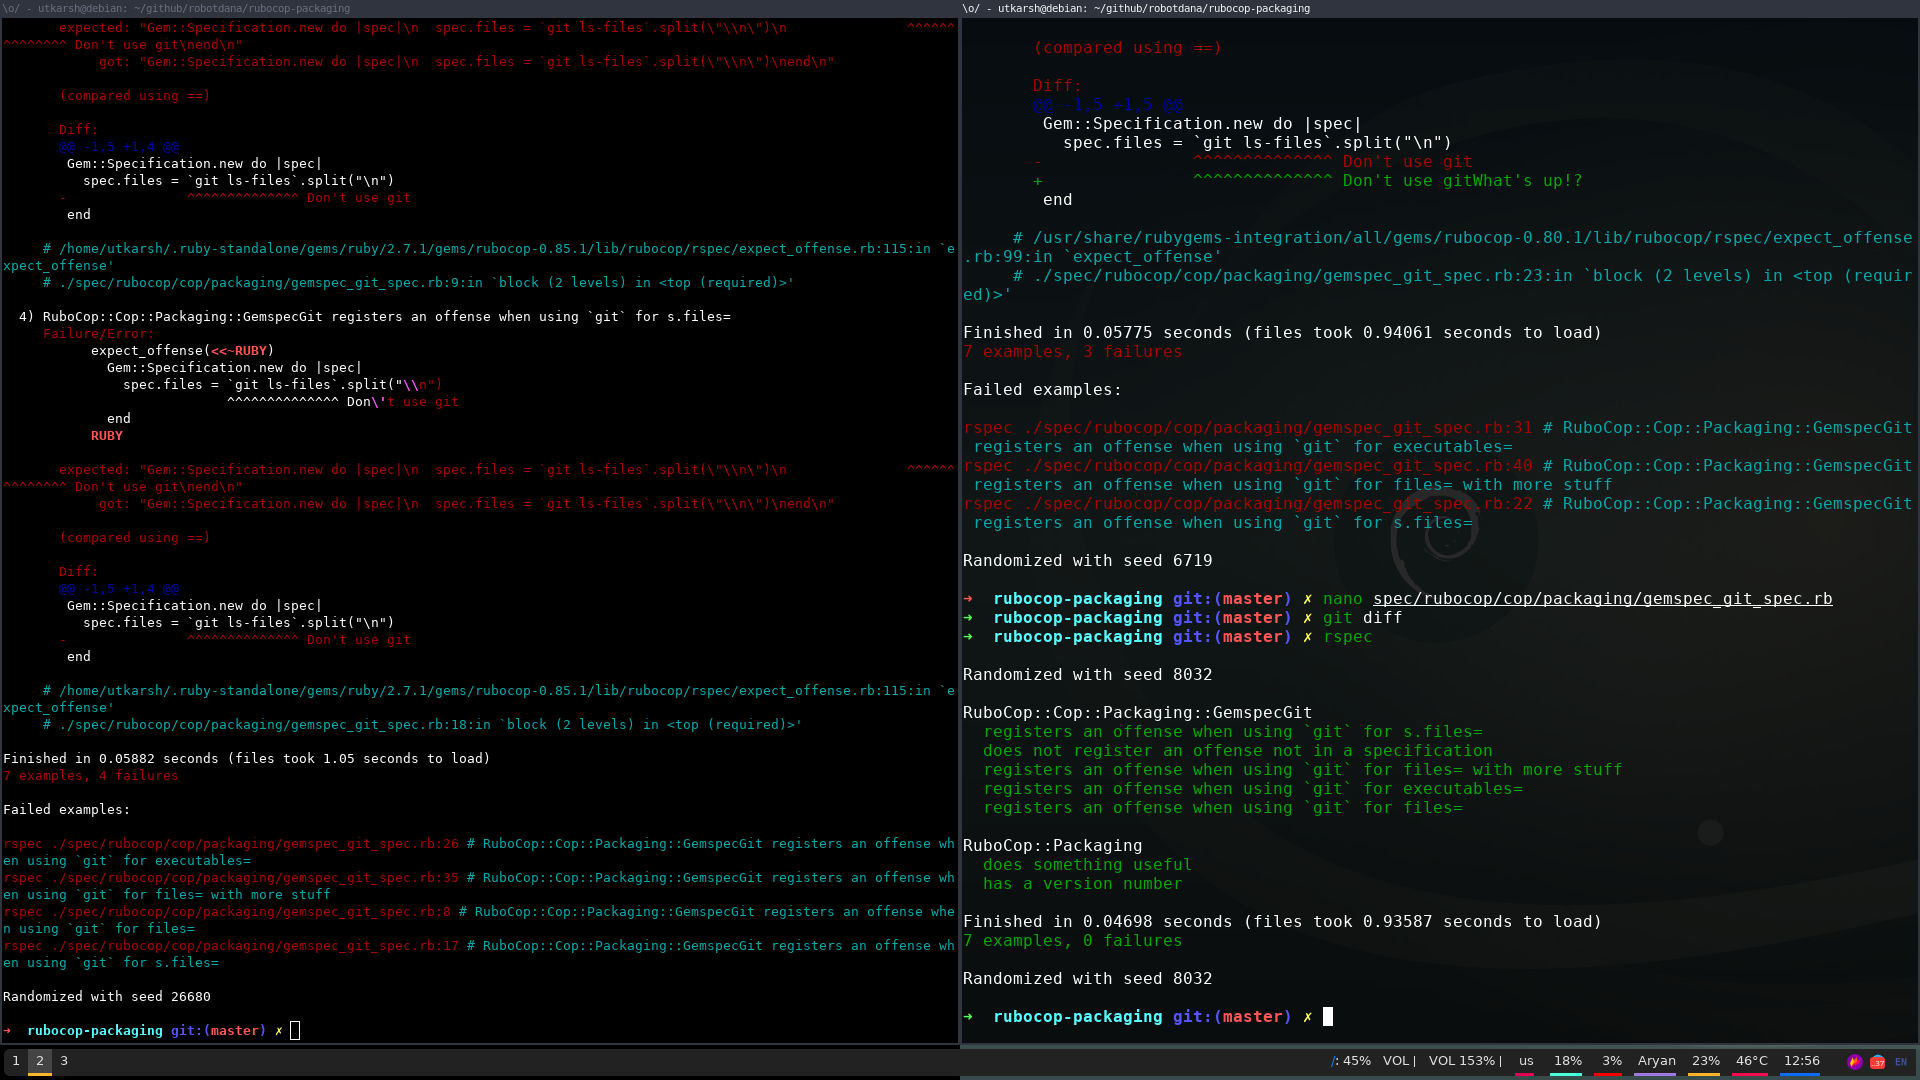 \o/ - utkarsh@debian: ~/github/robotdana/rubocop-packaging
expected: "Gem::Specification.new do |spec|\n  spec.files = `git ls-files`.split(\"\\n\")\n               ^^^^^^
^^^^^^^^ Don't use git\nend\n"
got: "Gem::Specification.new do |spec|\n  spec.files = `git ls-files`.split(\"\\n\")\nend\n"
(compared using ==)
Diff:
@@ -1,5 +1,4 @@
Gem::Specification.new do |spec|
spec.files = `git ls-files`.split("\n")
-               ^^^^^^^^^^^^^^ Don't use git
end
# /home/utkarsh/.ruby-standalone/gems/ruby/2.7.1/gems/rubocop-0.85.1/lib/rubocop/rspec/expect_offense.rb:115:in `e
xpect_offense'
# ./spec/rubocop/cop/packaging/gemspec_git_spec.rb:9:in `block (2 levels) in <top (required)>'
4) RuboCop::Cop::Packaging::GemspecGit registers an offense when using `git` for s.files=
Failure/Error:
expect_offense(<<~RUBY)
Gem::Specification.new do |spec|
spec.files = `git ls-files`.split("\\n")
^^^^^^^^^^^^^^ Don\'t use git
end
RUBY
expected: "Gem::Specification.new do |spec|\n  spec.files = `git ls-files`.split(\"\\n\")\n               ^^^^^^
^^^^^^^^ Don't use git\nend\n"
got: "Gem::Specification.new do |spec|\n  spec.files = `git ls-files`.split(\"\\n\")\nend\n"
(compared using ==)
Diff:
@@ -1,5 +1,4 @@
Gem::Specification.new do |spec|
spec.files = `git ls-files`.split("\n")
-               ^^^^^^^^^^^^^^ Don't use git
end
# /home/utkarsh/.ruby-standalone/gems/ruby/2.7.1/gems/rubocop-0.85.1/lib/rubocop/rspec/expect_offense.rb:115:in `e
xpect_offense'
# ./spec/rubocop/cop/packaging/gemspec_git_spec.rb:18:in `block (2 levels) in <top (required)>'
Finished in 0.05882 seconds (files took 1.05 seconds to load)
7 examples, 4 failures
Failed examples:
rspec ./spec/rubocop/cop/packaging/gemspec_git_spec.rb:26 # RuboCop::Cop::Packaging::GemspecGit registers an offense wh
en using `git` for executables=
rspec ./spec/rubocop/cop/packaging/gemspec_git_spec.rb:35 # RuboCop::Cop::Packaging::GemspecGit registers an offense wh
en using `git` for files= with more stuff
rspec ./spec/rubocop/cop/packaging/gemspec_git_spec.rb:8 # RuboCop::Cop::Packaging::GemspecGit registers an offense whe
n using `git` for files=
rspec ./spec/rubocop/cop/packaging/gemspec_git_spec.rb:17 # RuboCop::Cop::Packaging::GemspecGit registers an offense wh
en using `git` for s.files=
Randomized with seed 26680
➜  rubocop-packaging git:(master) ✗
\o/ - utkarsh@debian: ~/github/robotdana/rubocop-packaging
(compared using ==)
Diff:
@@ -1,5 +1,5 @@
Gem::Specification.new do |spec|
spec.files = `git ls-files`.split("\n")
-               ^^^^^^^^^^^^^^ Don't use git
+               ^^^^^^^^^^^^^^ Don't use gitWhat's up!?
end
# /usr/share/rubygems-integration/all/gems/rubocop-0.80.1/lib/rubocop/rspec/expect_offense
.rb:99:in `expect_offense'
# ./spec/rubocop/cop/packaging/gemspec_git_spec.rb:23:in `block (2 levels) in <top (requir
ed)>'
Finished in 0.05775 seconds (files took 0.94061 seconds to load)
7 examples, 3 failures
Failed examples:
rspec ./spec/rubocop/cop/packaging/gemspec_git_spec.rb:31 # RuboCop::Cop::Packaging::GemspecGit
registers an offense when using `git` for executables=
rspec ./spec/rubocop/cop/packaging/gemspec_git_spec.rb:40 # RuboCop::Cop::Packaging::GemspecGit
registers an offense when using `git` for files= with more stuff
rspec ./spec/rubocop/cop/packaging/gemspec_git_spec.rb:22 # RuboCop::Cop::Packaging::GemspecGit
registers an offense when using `git` for s.files=
Randomized with seed 6719
➜  rubocop-packaging git:(master) ✗ nano spec/rubocop/cop/packaging/gemspec_git_spec.rb
➜  rubocop-packaging git:(master) ✗ git diff
➜  rubocop-packaging git:(master) ✗ rspec
Randomized with seed 8032
RuboCop::Cop::Packaging::GemspecGit
registers an offense when using `git` for s.files=
does not register an offense not in a specification
registers an offense when using `git` for files= with more stuff
registers an offense when using `git` for executables=
registers an offense when using `git` for files=
RuboCop::Packaging
does something useful
has a version number
Finished in 0.04698 seconds (files took 0.93587 seconds to load)
7 examples, 0 failures
Randomized with seed 8032
➜  rubocop-packaging git:(master) ✗
1 2 3
/: 45% VOL | VOL 153% | us 18% 3% Aryan 23% 46°C 12:56 37 EN